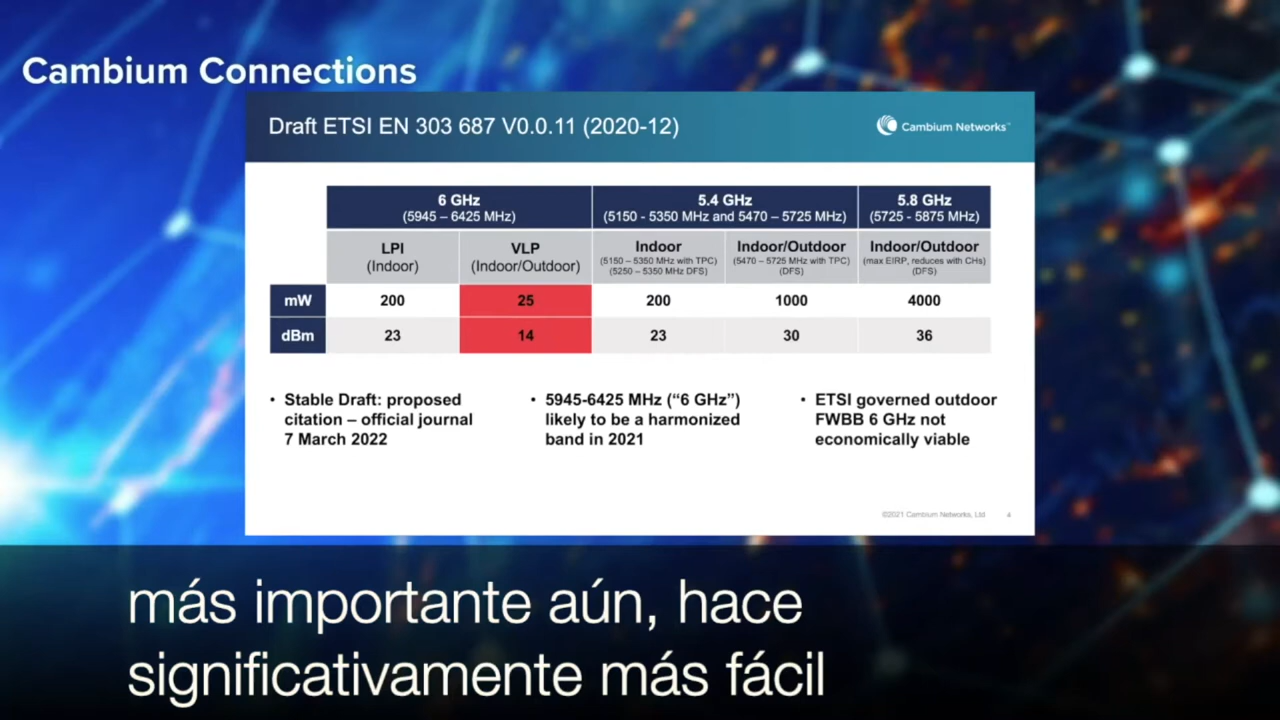 Cambium Connections
Draft ETSI EN 303 687 V0.0.11 (2020-12)
Cambium Networks™
6 GHz
(5945 – 6425 MHz)
5.4 GHz
(5150 - 5350 MHz and 5470 – 5725 MHz)
5.8 GHz
(5725 - 5875 MHz)
LPI
(Indoor)
VLP
(Indoor/Outdoor)
Indoor
(5150 – 5350 MHz with TPC)
(5250 – 5350 MHz DFS)
Indoor/Outdoor
(5470 – 5725 MHz with TPC)
(DFS)
Indoor/Outdoor
(max EIRP, reduces with CHs)
(DFS)
mW 200 25 200 1000 4000
dBm 23 14 23 30 36
• Stable Draft: proposed
citation – official journal
7 March 2022
• 5945-6425 MHz (“6 GHz”)
likely to be a harmonized
band in 2021
• ETSI governed outdoor
FWBB 6 GHz not
economically viable
©2021 Cambium Networks, Ltd 4
más importante aún, hace
significativamente más fácil